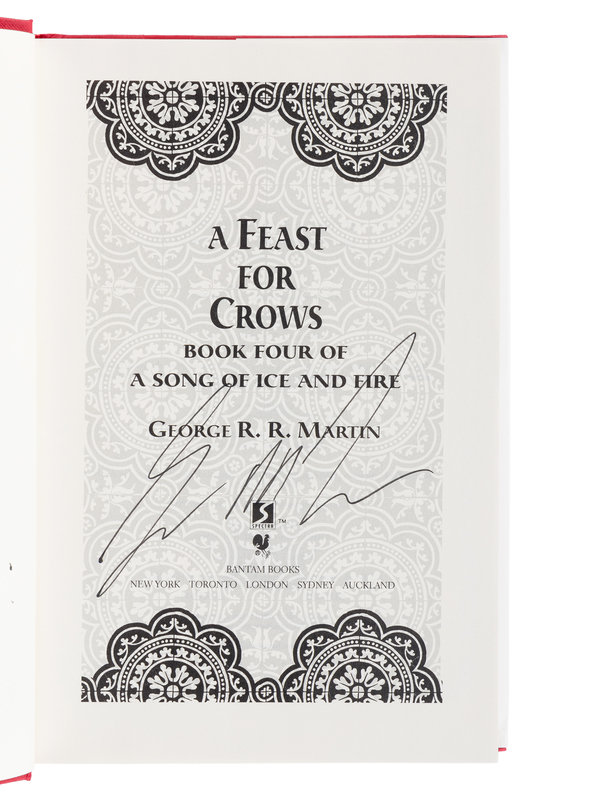 A FEAST
FOR
CROWS
BOOK FOUR OF
A SONG OF ICE AND FIRE
GEORGE R. R. MARTIN
S
SPECTRA ™
BANTAM BOOKS
NEW YORK TORONTO LONDON SYDNEY AUCKLAND